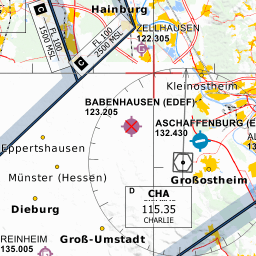 Hainburg
FL 100
1500 MSL
FL 100
2500 MSL
C
ZELLHAUSEN
122.305
Kleinostheim
BABENHAUSEN (EDEF)
123.205
ASCHAFFENBURG (E
132.430
Eppertshausen
Münster (Hessen)
Großostheim
D
CHA
115.35
CHARLIE
Dieburg
REINHEIM
135.005
Groß-Umstadt